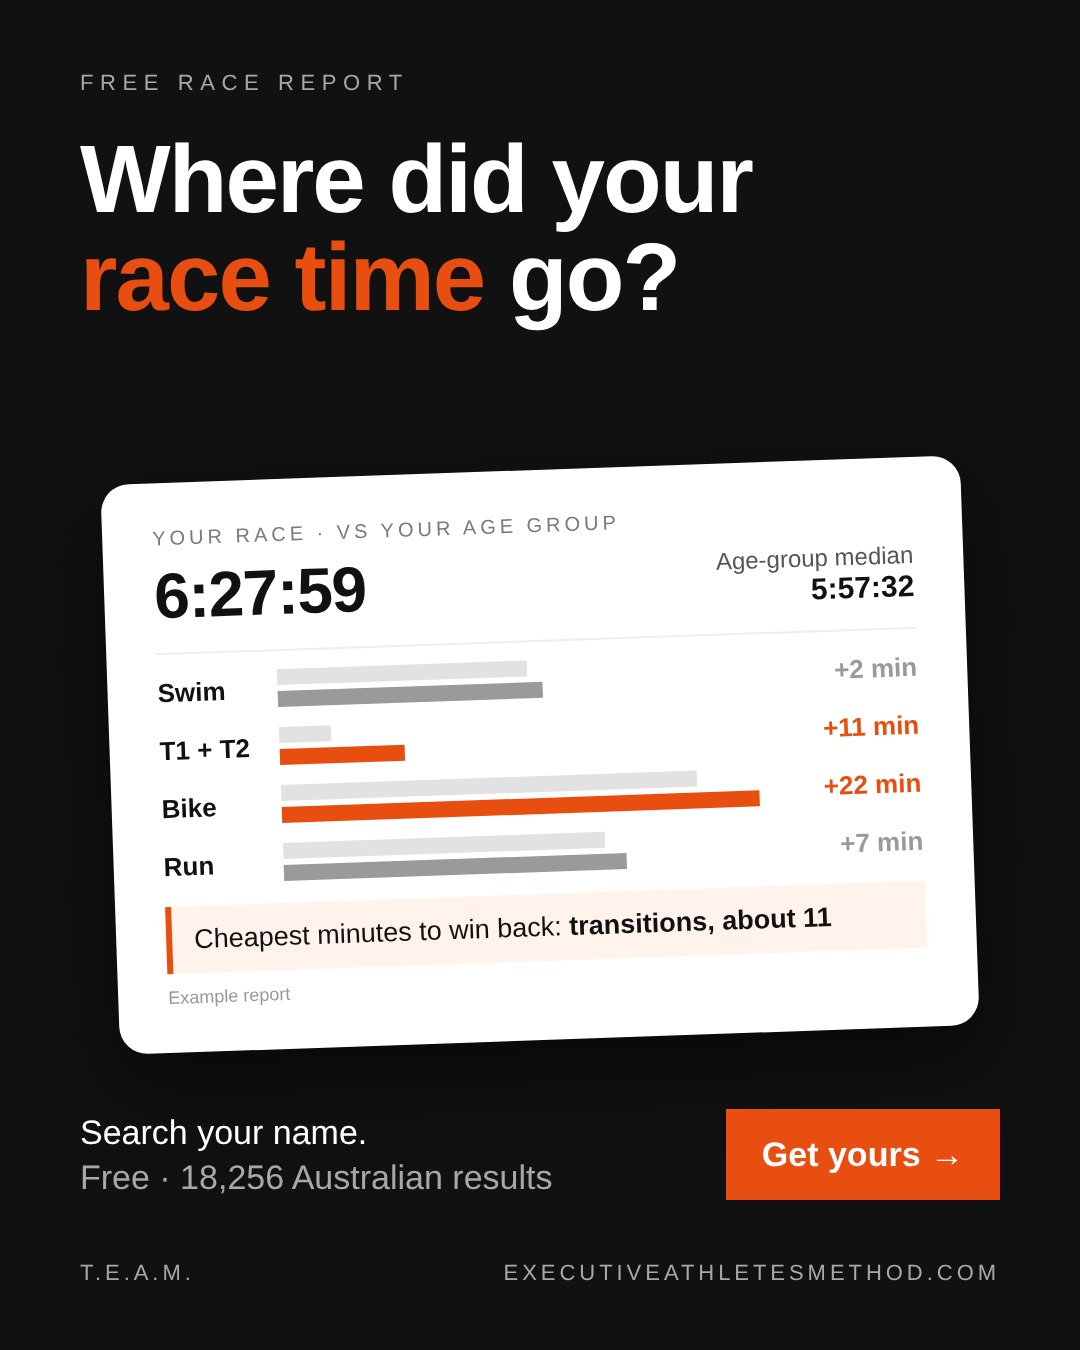 FREE RACE REPORT
Where did your
race time go?
YOUR RACE · VS YOUR AGE GROUP
6:27:59
Age-group median
5:57:32
Swim
+2 min
T1 + T2
+11 min
Bike
+22 min
Run
+7 min
Cheapest minutes to win back: transitions, about 11
Example report
Search your name.
Free · 18,256 Australian results
Get yours →
T.E.A.M.
EXECUTIVEATHLETESMETHOD.COM